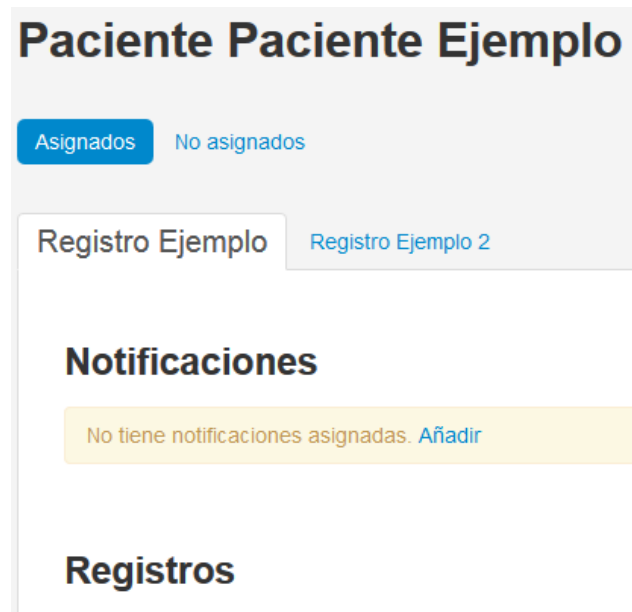 Paciente Paciente Ejemplo
Asignados No asignados
Registro Ejemplo Registro Ejemplo 2
Notificaciones
No tiene notificaciones asignadas. Añadir
Registros